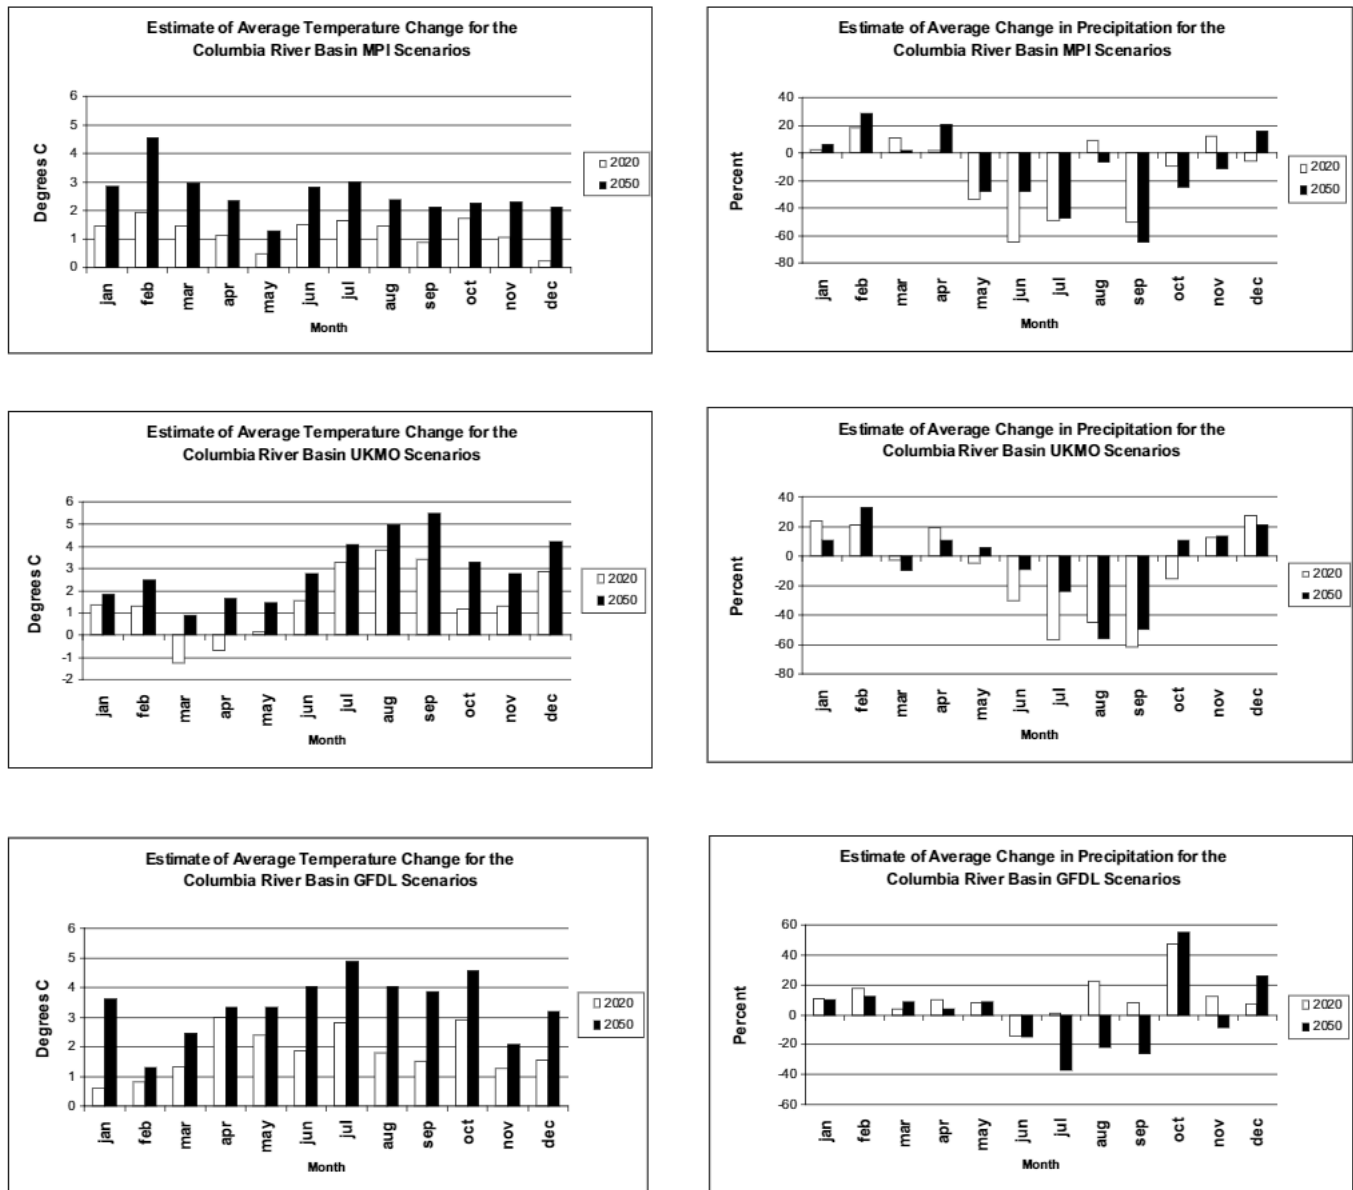 Estimate of Average Temperature Change for the
Columbia River Basin MPI Scenarios
6
5
4
3
2
1
0
Degrees C
jan
feb
mar
apr
may
jun
jul
aug
sep
oct
nov
dec
Month
2020
2050
Estimate of Average Change in Precipitation for the
Columbia River Basin MPI Scenarios
40
20
0
-20
-40
-60
-80
Percent
jan
feb
mar
apr
may
jun
jul
aug
sep
oct
nov
dec
Month
2020
2050
Estimate of Average Temperature Change for the
Columbia River Basin UKMO Scenarios
6
5
4
3
2
1
0
-1
-2
Degrees C
jan
feb
mar
apr
may
jun
jul
aug
sep
oct
nov
dec
Month
2020
2050
Estimate of Average Change in Precipitation for the
Columbia River Basin UKMO Scenarios
40
20
0
-20
-40
-60
-80
Percent
jan
feb
mar
apr
may
jun
jul
aug
sep
oct
nov
dec
Month
2020
2050
Estimate of Average Temperature Change for the
Columbia River Basin GFDL Scenarios
6
5
4
3
2
1
0
Degrees C
jan
feb
mar
apr
may
jun
jul
aug
sep
oct
nov
dec
Month
2020
2050
Estimate of Average Change in Precipitation for the
Columbia River Basin GFDL Scenarios
60
40
20
0
-20
-40
-60
Percent
jan
feb
mar
apr
may
jun
jul
aug
sep
oct
nov
dec
Month
2020
2050